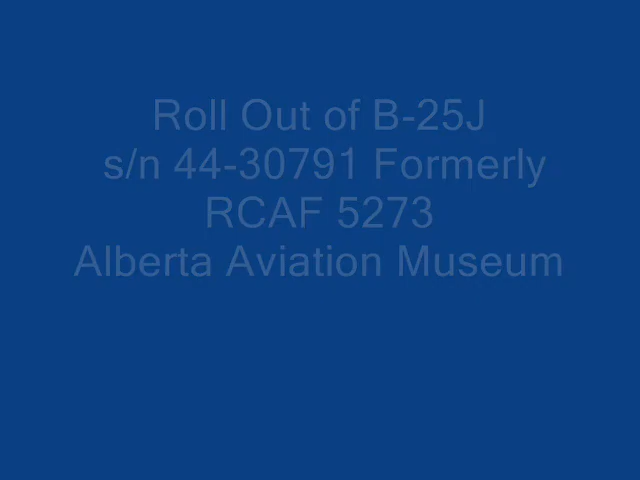 Roll Out of B-25J
s/n 44-30791 Formerly
RCAF 5273
Alberta Aviation Museum